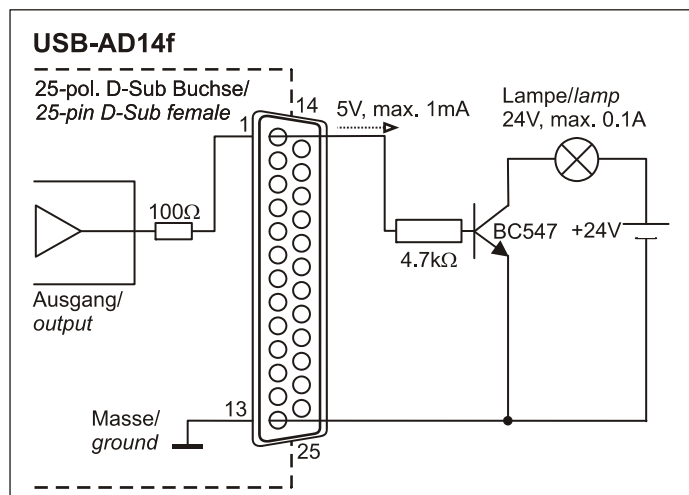 USB-AD14f
25-pol. D-Sub Buchse/
25-pin D-Sub female
14
1
5V, max. 1mA
Lampe/lamp
24V, max. 0.1A
100Ω
BC547
+24V
4.7kΩ
Ausgang/
output
13
Masse/
ground
25